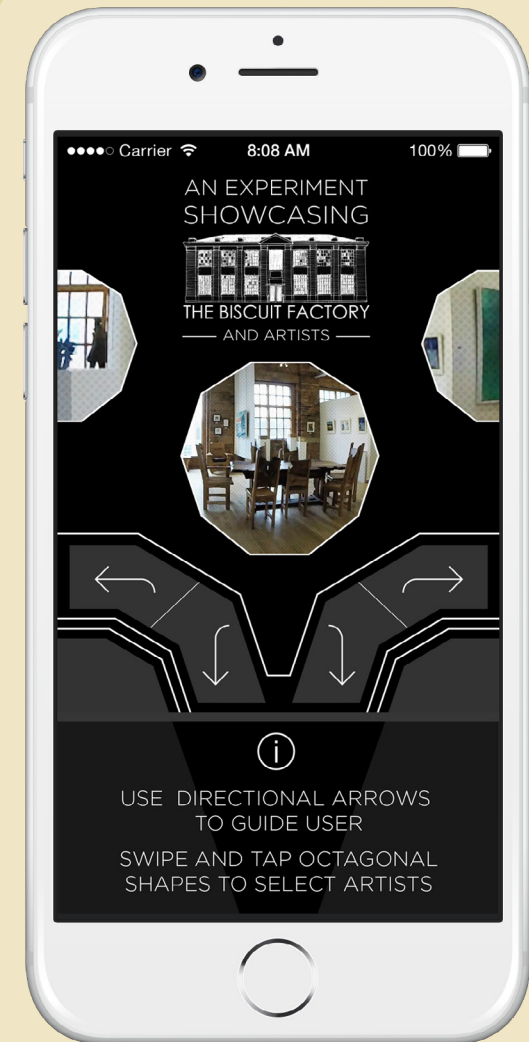 Carrier 8:08 AM 100%
AN EXPERIMENT
SHOWCASING
THE BISCUIT FACTORY
AND ARTISTS
i
USE DIRECTIONAL ARROWS
TO GUIDE USER
SWIPE AND TAP OCTAGONAL
SHAPES TO SELECT ARTISTS